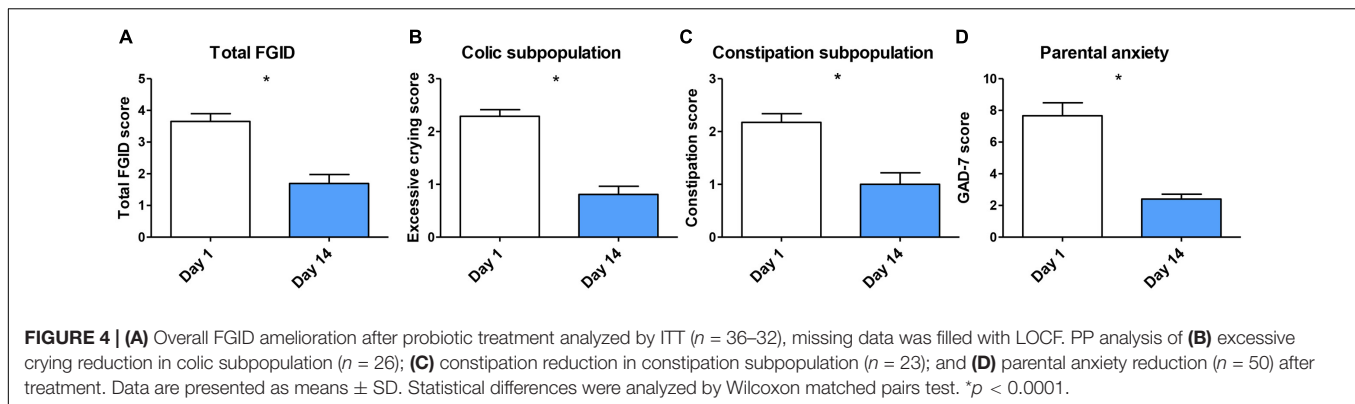 A
Total FGID
*
Total FGID score
5
4
3
2
1
0
Day 1
Day 14
B
Colic subpopulation
*
Excessive crying score
3
2
1
0
Day 1
Day 14
C
Constipation subpopulation
*
Constipation score
3
2
1
0
Day 1
Day 14
D
Parental anxiety
*
GAD-7 score
10
8
6
4
2
0
Day 1
Day 14
FIGURE 4 | (A) Overall FGID amelioration after probiotic treatment analyzed by ITT (n = 36–32), missing data was filled with LOCF. PP analysis of (B) excessive
crying reduction in colic subpopulation (n = 26); (C) constipation reduction in constipation subpopulation (n = 23); and (D) parental anxiety reduction (n = 50) after
treatment. Data are presented as means ± SD. Statistical differences were analyzed by Wilcoxon matched pairs test. *p < 0.0001.